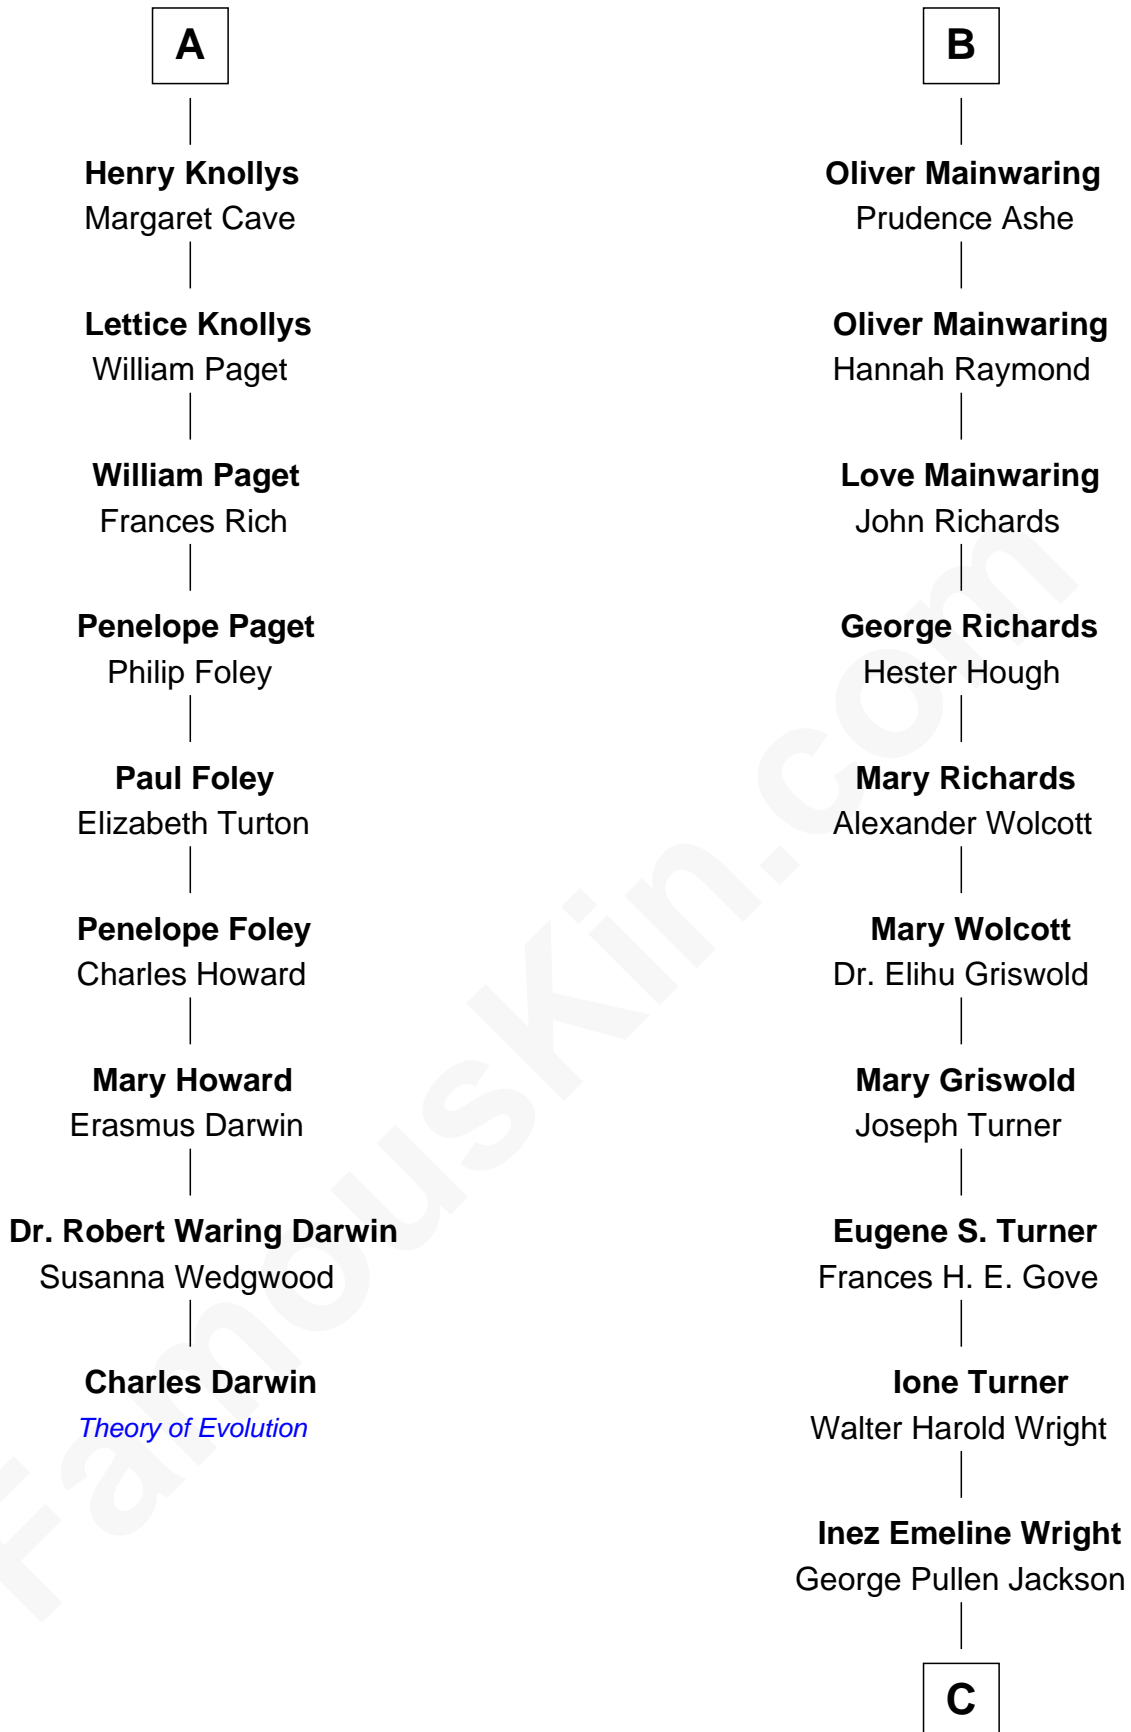 A
Henry Knollys
Margaret Cave
Lettice Knollys
William Paget
William Paget
Frances Rich
Penelope Paget
Philip Foley
Paul Foley
Elizabeth Turton
Penelope Foley
Charles Howard
Mary Howard
Erasmus Darwin
Dr. Robert Waring Darwin
Susanna Wedgwood
Charles Darwin
Theory of Evolution
B
Oliver Mainwaring
Prudence Ashe
Oliver Mainwaring
Hannah Raymond
Love Mainwaring
John Richards
George Richards
Hester Hough
Mary Richards
Alexander Wolcott
Mary Wolcott
Dr. Elihu Griswold
Mary Griswold
Joseph Turner
Eugene S. Turner
Frances H. E. Gove
Ione Turner
Walter Harold Wright
Inez Emeline Wright
George Pullen Jackson
C
FamousKin.com